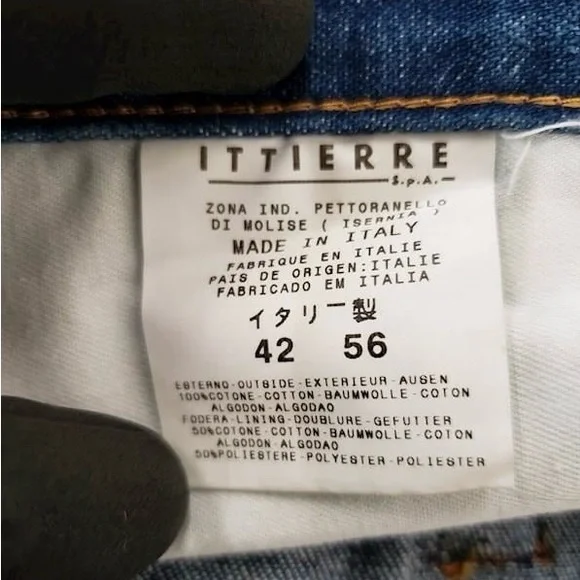 ITTIERRE
S.p.A.
ZONA IND. PETTORANELLO
DI MOLISE ( ISERNIA )
MADE IN ITALY
FABRIQUE EN ITALIE
PAIS DE ORIGEN:ITALIE
FABRICADO EM ITALIA
イタリー製
42 56
ESTERNO-OUTSIDE-EXTERIEUR-AUSEN
100%COTONE-COTTON-BAUMWOLLE-COTON
ALGODON-ALGODAO
FODERA-LINING-DOUBLURE-GEFUTTER
50%COTONE-COTTON-BAUMWOLLE-COTON
ALGODON-ALGODAO
50%POLIESTERE-POLYESTER-POLIESTER